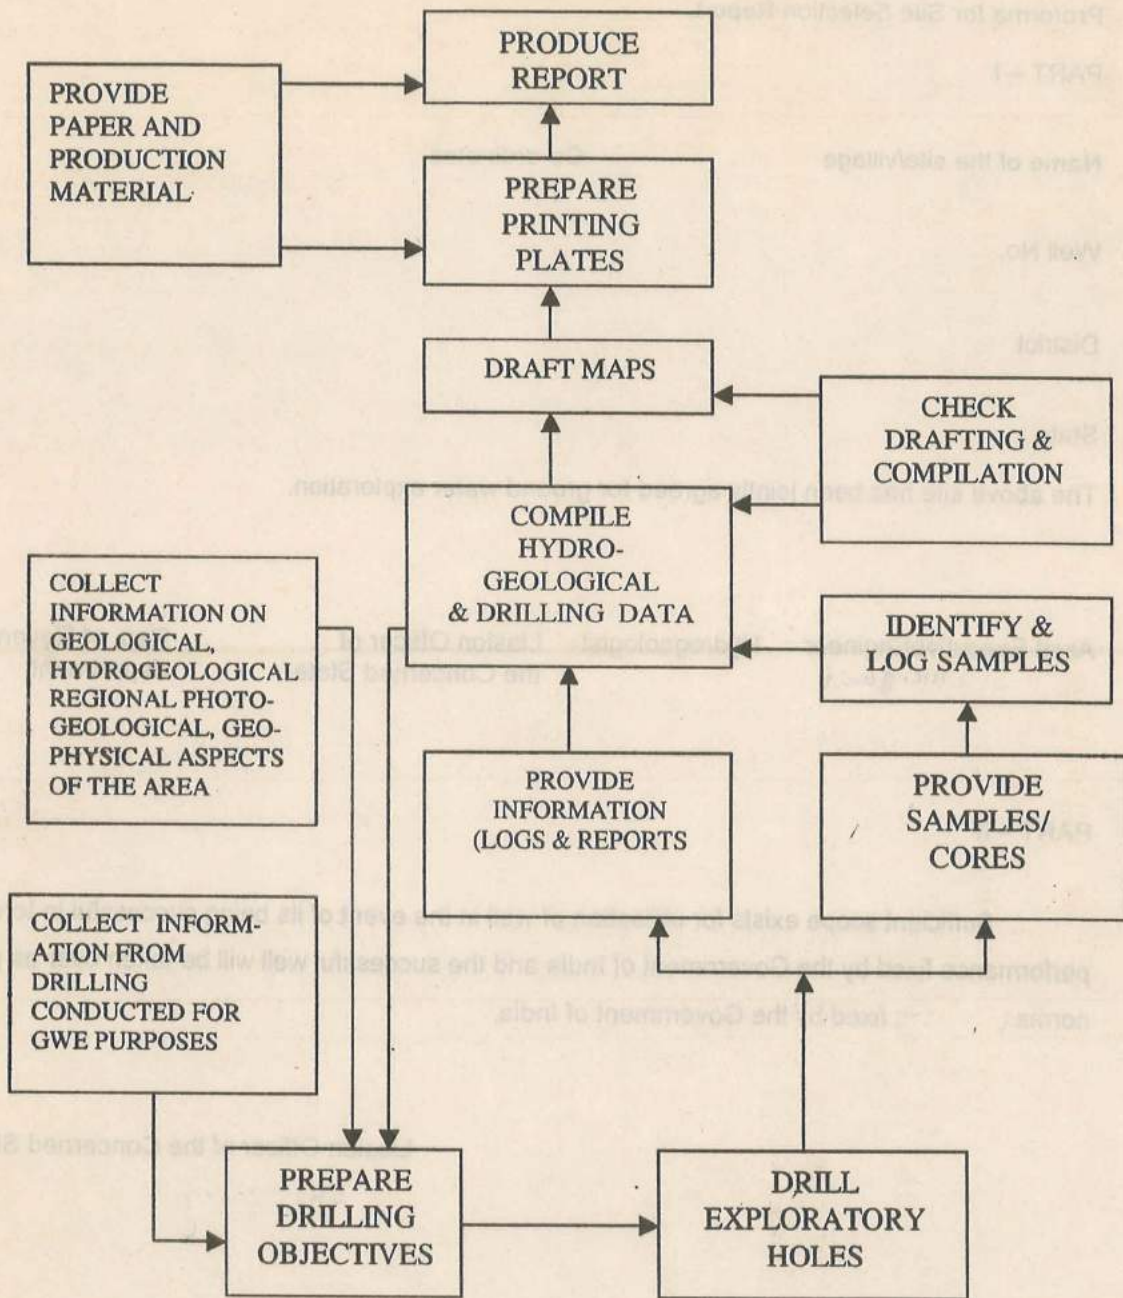 PRODUCE
REPORT
PROVIDE
PAPER AND
PRODUCTION
MATERIAL
PREPARE
PRINTING
PLATES
DRAFT MAPS
CHECK
DRAFTING &
COMPILATION
COMPILE
HYDRO-
GEOLOGICAL
& DRILLING DATA
COLLECT
INFORMATION ON
GEOLOGICAL,
HYDROGEOLOGICAL
REGIONAL PHOTO-
GEOLOGICAL, GEO-
PHYSICAL ASPECTS
OF THE AREA
IDENTIFY &
LOG SAMPLES
PROVIDE
INFORMATION
(LOGS & REPORTS
PROVIDE
SAMPLES/
CORES
COLLECT INFORM-
ATION FROM
DRILLING
CONDUCTED FOR
GWE PURPOSES
PREPARE
DRILLING
OBJECTIVES
DRILL
EXPLORATORY
HOLES